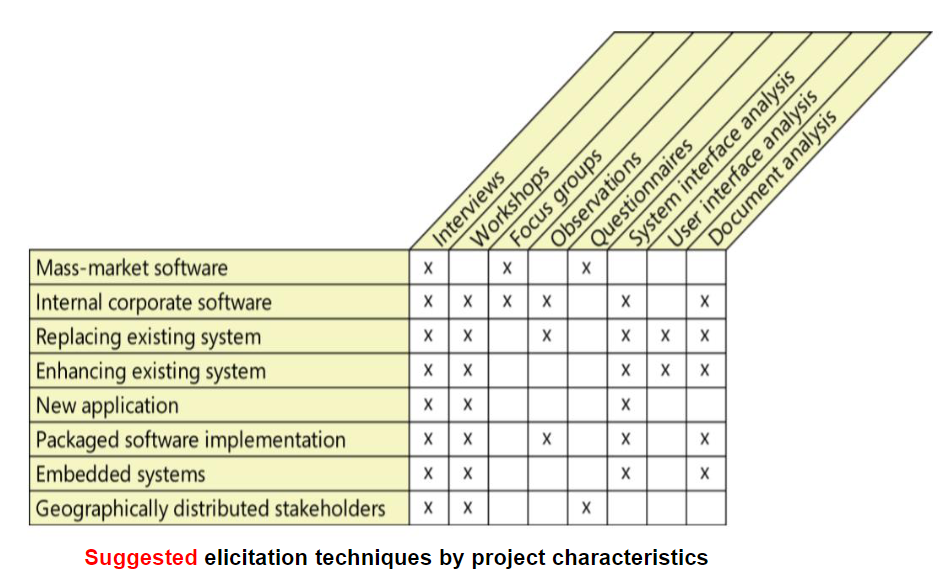 Interviews
Workshops
Focus groups
Observations
Questionnaires
System interface analysis
User interface analysis
Document analysis
Mass-market software X X X
Internal corporate software X X X X X X
Replacing existing system X X X X X X
Enhancing existing system X X X X X
New application X X X
Packaged software implementation X X X X X
Embedded systems X X X X
Geographically distributed stakeholders X X X
Suggested elicitation techniques by project characteristics